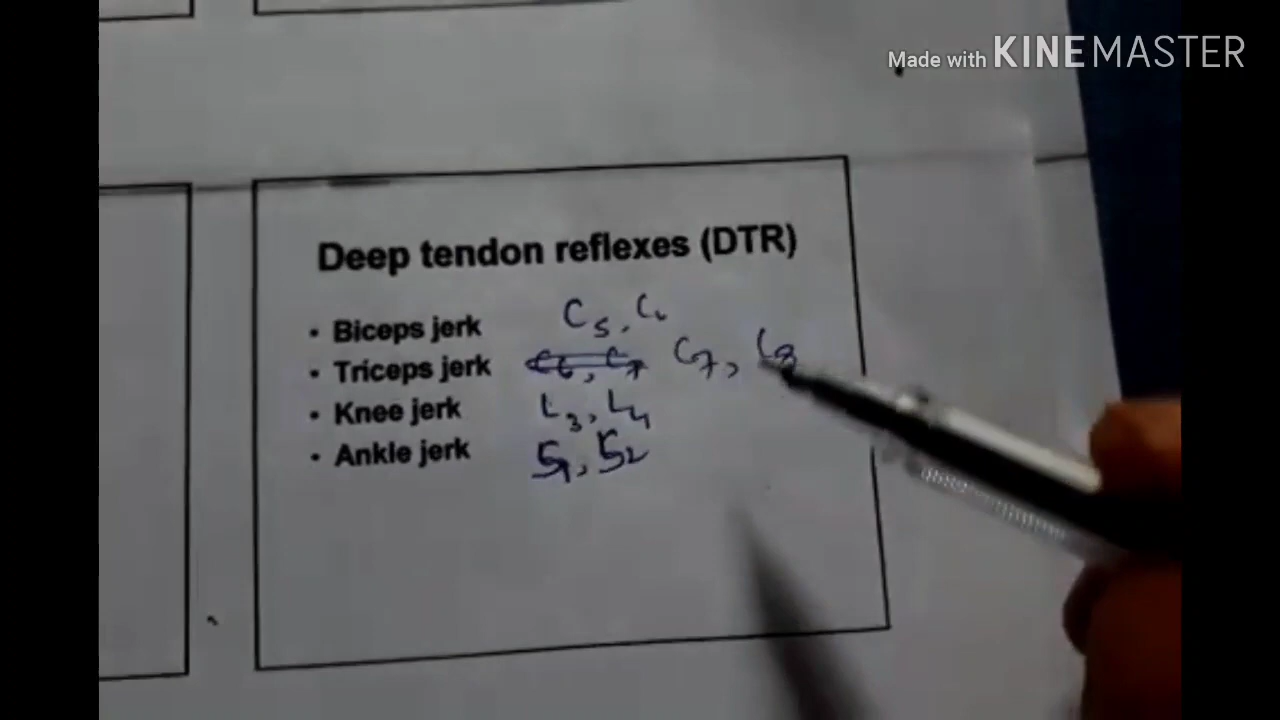 Made with KINEMASTER
Deep tendon reflexes (DTR)
• Biceps jerk C5, C6
• Triceps jerk C6, C7 C7, C8
• Knee jerk L3, L4
• Ankle jerk S1, S2